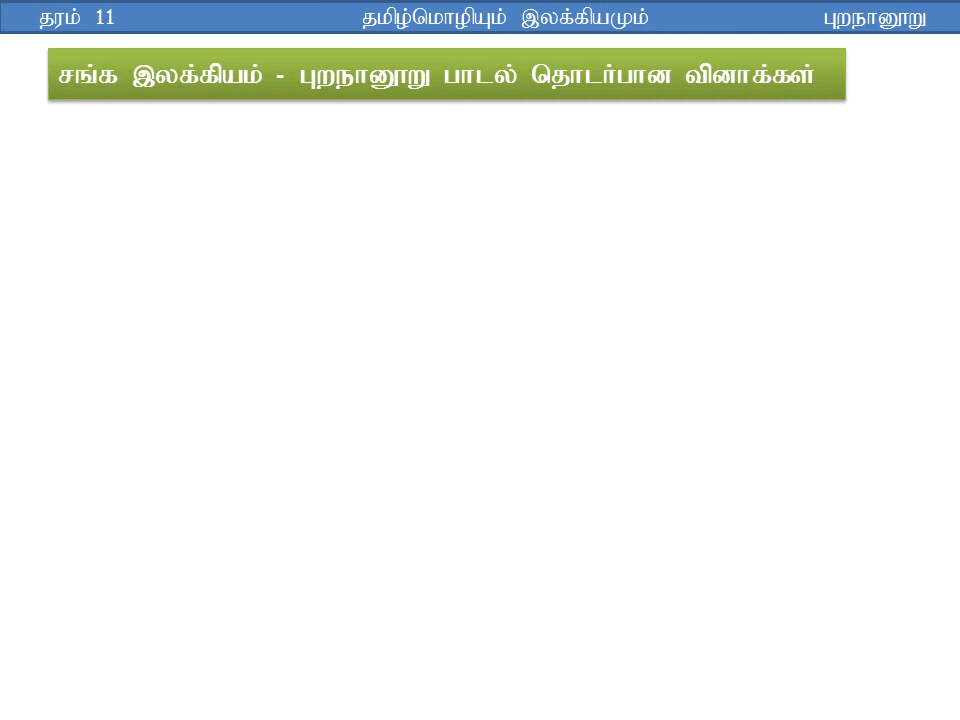 தரம் 11 தமிழ்மொழியும் இலக்கியமும் புறநானூறு
சங்க இலக்கியம் - புறநானூறு பாடல் தொடர்பான வினாக்கள்